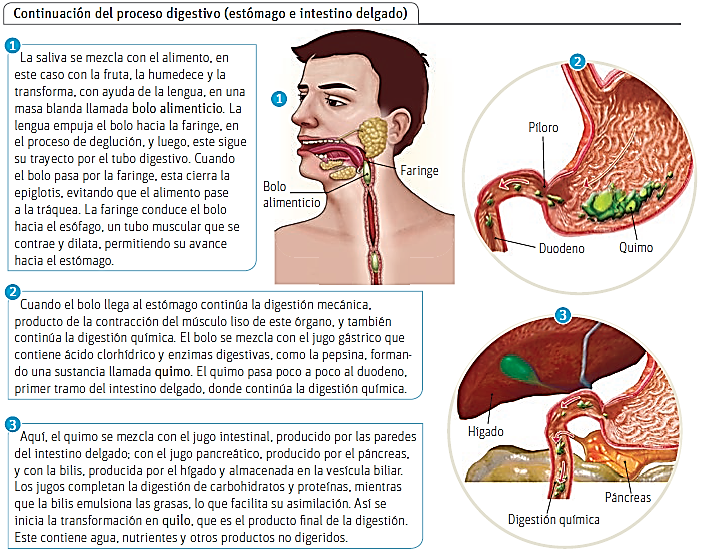 Continuación del proceso digestivo (estómago e intestino delgado)
1
La saliva se mezcla con el alimento, en
este caso con la fruta, la humedece y la
transforma, con ayuda de la lengua, en una
masa blanda llamada bolo alimenticio. La
lengua empuja el bolo hacia la faringe, en
el proceso de deglución, y luego, este sigue
su trayecto por el tubo digestivo. Cuando
el bolo pasa por la faringe, esta cierra la
epiglotis, evitando que el alimento pase
a la tráquea. La faringe conduce el bolo
hacia el esófago, un tubo muscular que se
contrae y dilata, permitiendo su avance
hacia el estómago.
1
Bolo
alimenticio
Faringe
2
Píloro
Duodeno
Quimo
2
Cuando el bolo llega al estómago continúa la digestión mecánica,
producto de la contracción del músculo liso de este órgano, y también
continúa la digestión química. El bolo se mezcla con el jugo gástrico que
contiene ácido clorhídrico y enzimas digestivas, como la pepsina, forman-
do una sustancia llamada quimo. El quimo pasa poco a poco al duodeno,
primer tramo del intestino delgado, donde continúa la digestión química.
3
Aquí, el quimo se mezcla con el jugo intestinal, producido por las paredes
del intestino delgado; con el jugo pancreático, producido por el páncreas,
y con la bilis, producida por el hígado y almacenada en la vesícula biliar.
Los jugos completan la digestión de carbohidratos y proteínas, mientras
que la bilis emulsiona las grasas, lo que facilita su asimilación. Así se
inicia la transformación en quilo, que es el producto final de la digestión.
Este contiene agua, nutrientes y otros productos no digeridos.
3
Hígado
Páncreas
Digestión química